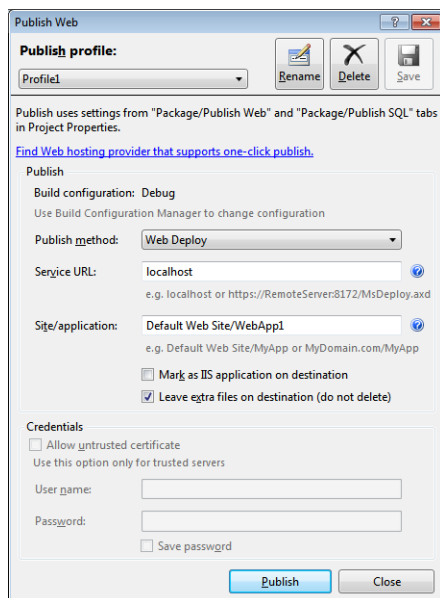 Publish Web
Publish profile:
Profile1
Rename
Delete
Save
Publish uses settings from "Package/Publish Web" and "Package/Publish SQL" tabs
in Project Properties.
Find Web hosting provider that supports one-click publish.
Publish
Build configuration: Debug
Use Build Configuration Manager to change configuration
Publish method: Web Deploy
Service URL: localhost
e.g. localhost or https://RemoteServer:8172/MsDeploy.axd
Site/application: Default Web Site/WebApp1
e.g. Default Web Site/MyApp or MyDomain.com/MyApp
Mark as IIS application on destination
Leave extra files on destination (do not delete)
Credentials
Allow untrusted certificate
Use this option only for trusted servers
User name:
Password:
Save password
Publish Close